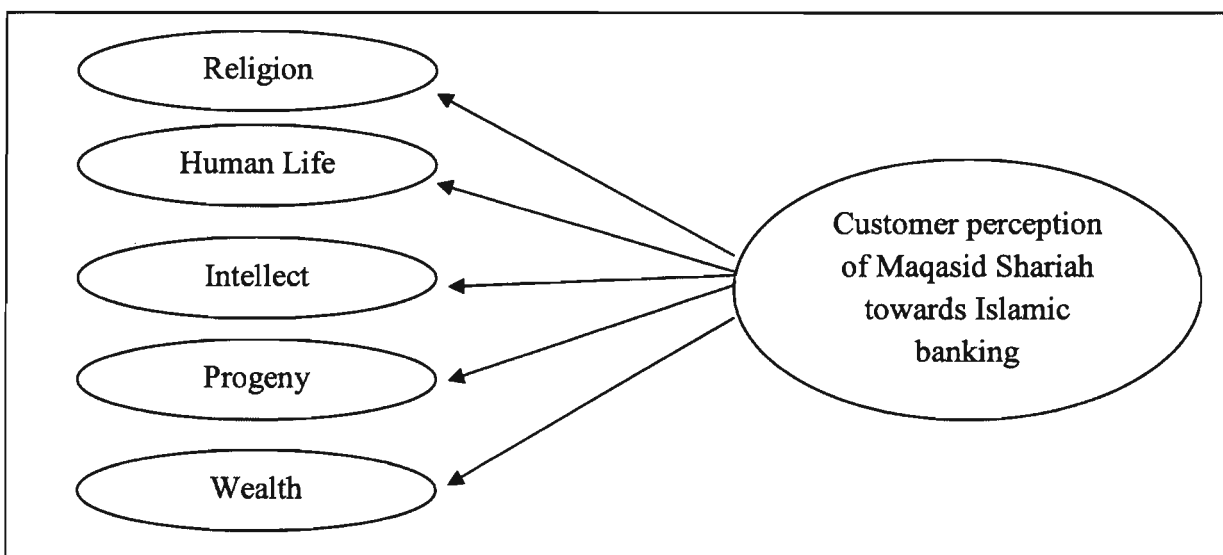 Religion
Human Life
Intellect
Progeny
Wealth
Customer perception
of Maqasid Shariah
towards Islamic
banking